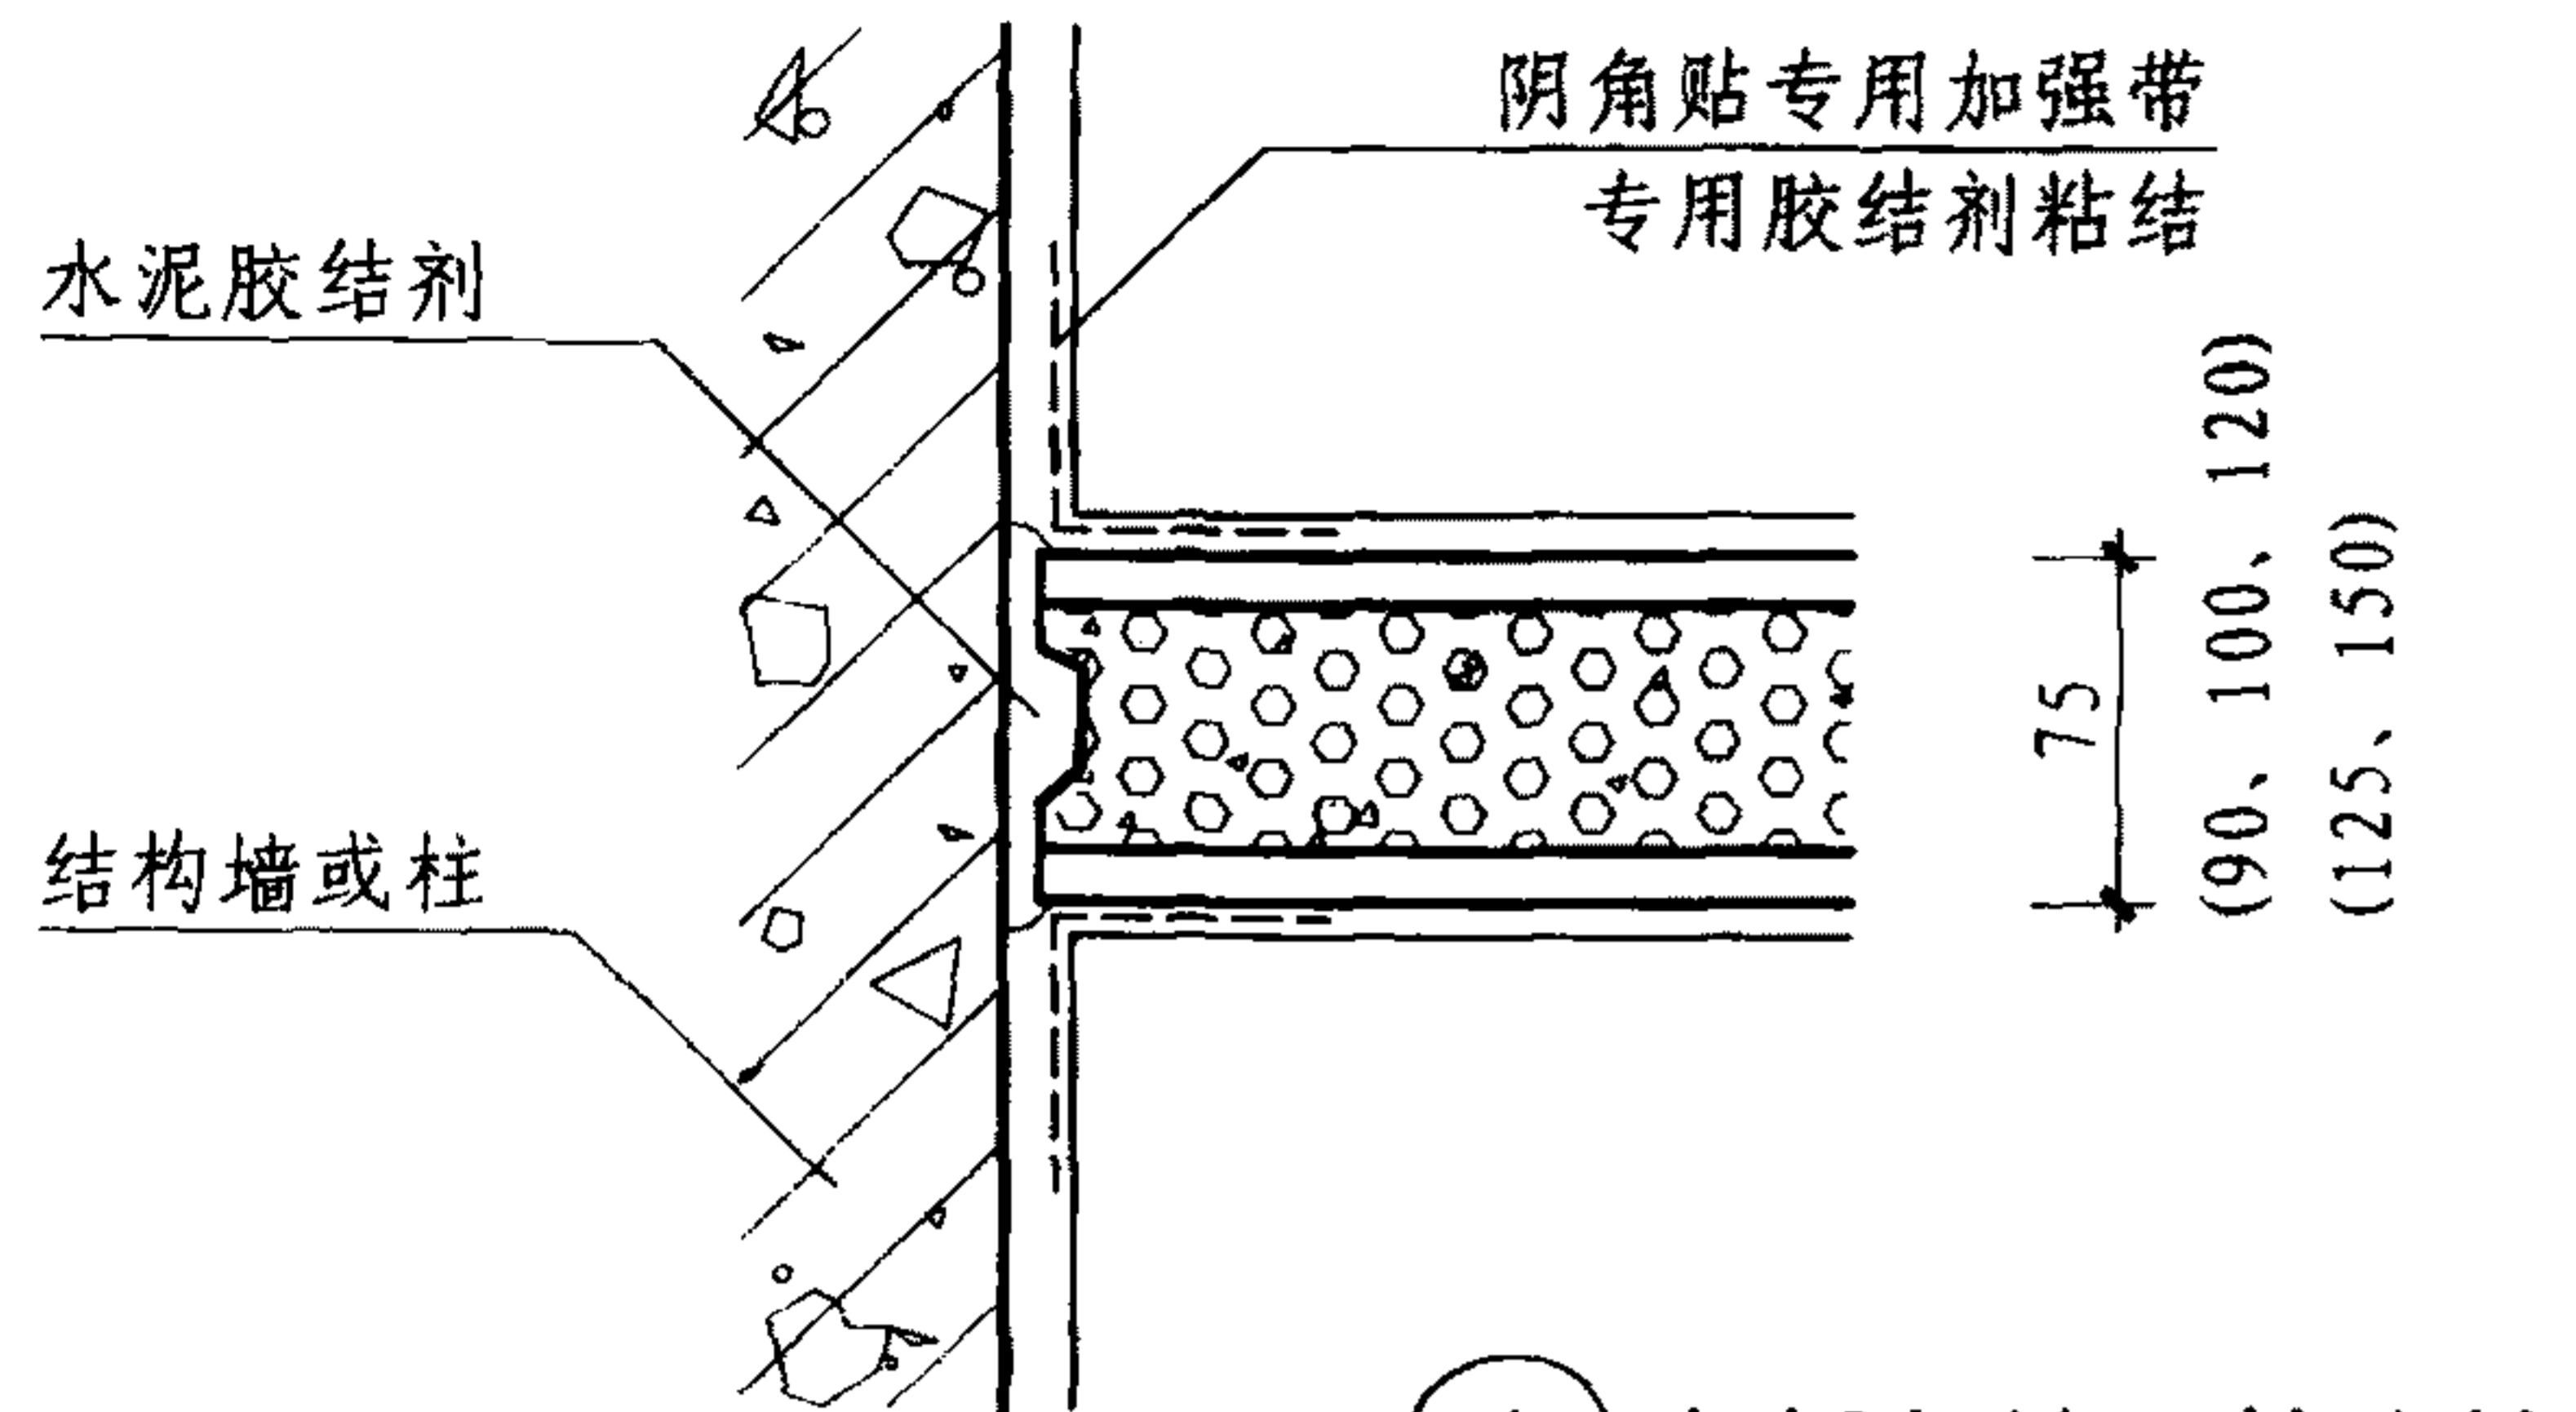 阴角贴专用加强带
专用胶结剂粘结
水泥胶结剂
结构墙或柱
75
(90、100、120)
(125、150)